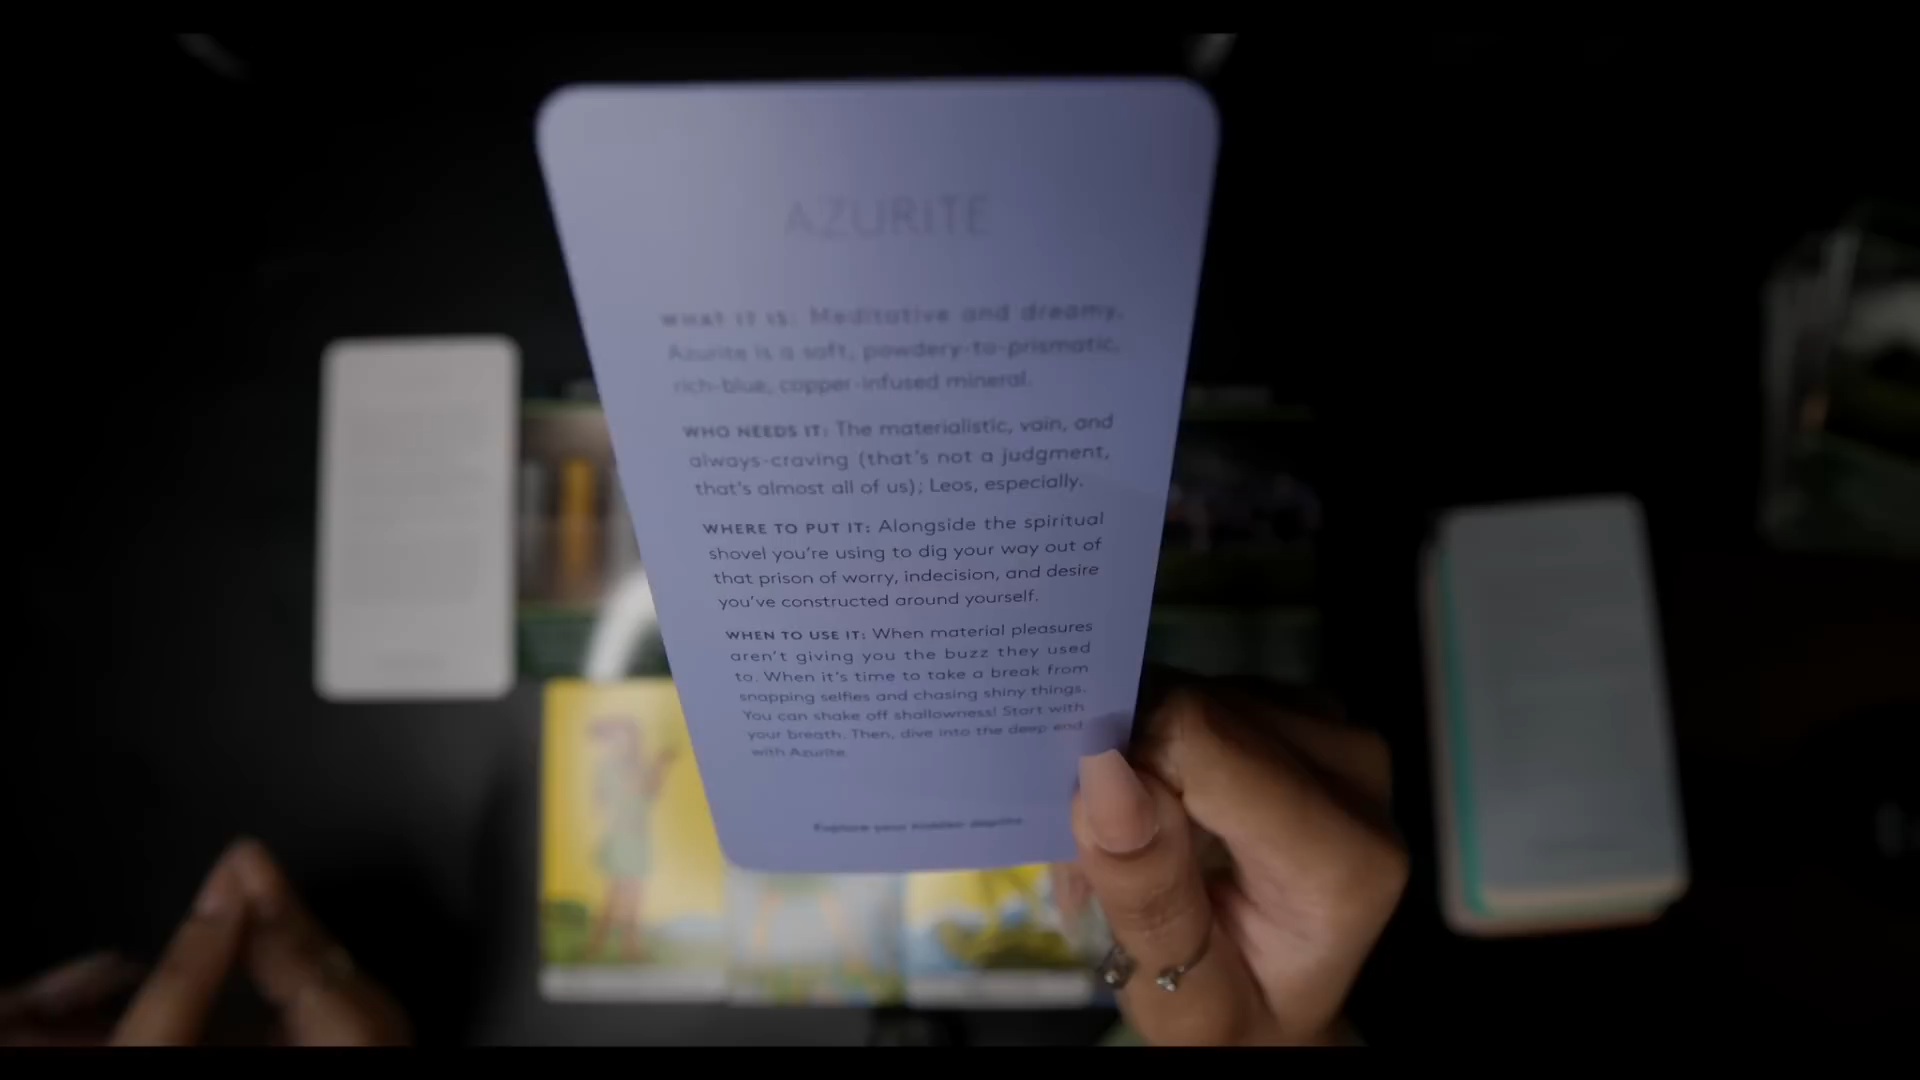 AZURITE
WHAT IT IS: Meditative and dreamy,
Azurite is a soft, powdery-to-prismatic,
rich-blue, copper-infused mineral.
WHO NEEDS IT: The materialistic, vain, and
always-craving (that's not a judgment,
that's almost all of us); Leos, especially.
WHERE TO PUT IT: Alongside the spiritual
shovel you're using to dig your way out of
that prison of worry, indecision, and desire
you've constructed around yourself.
WHEN TO USE IT: When material pleasures
aren't giving you the buzz they used
to. When it's time to take a break from
snapping selfies and chasing shiny things.
You can shake off shallowness! Start with
your breath. Then, dive into the deep end
with Azurite.
Explore your hidden depths.